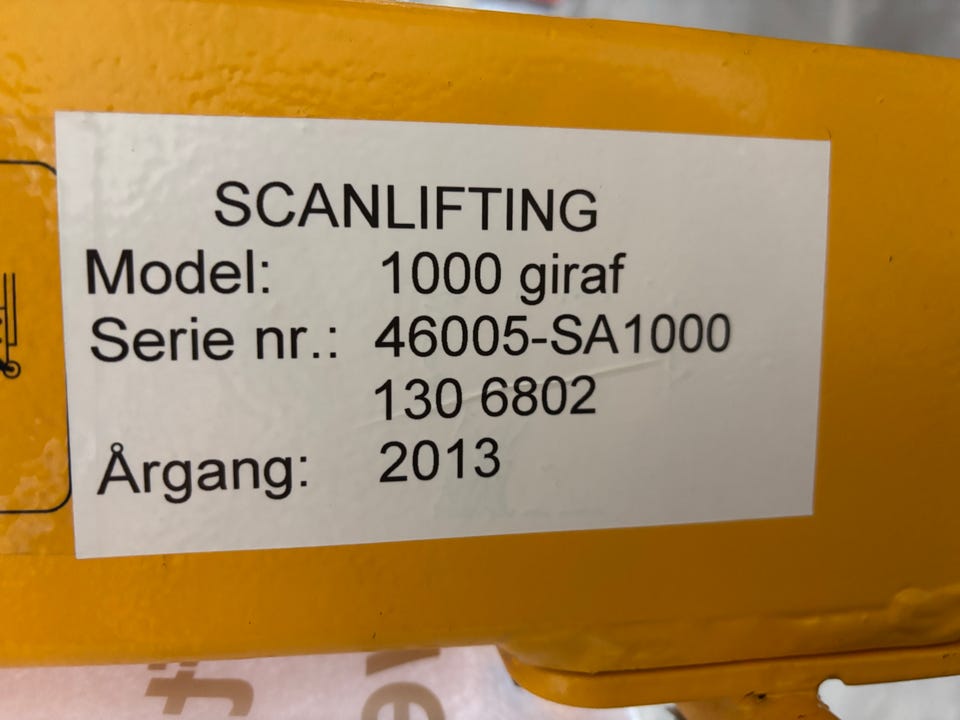 SCANLIFTING
Model: 1000 giraf
Serie nr.: 46005-SA1000
130 6802
Årgang: 2013